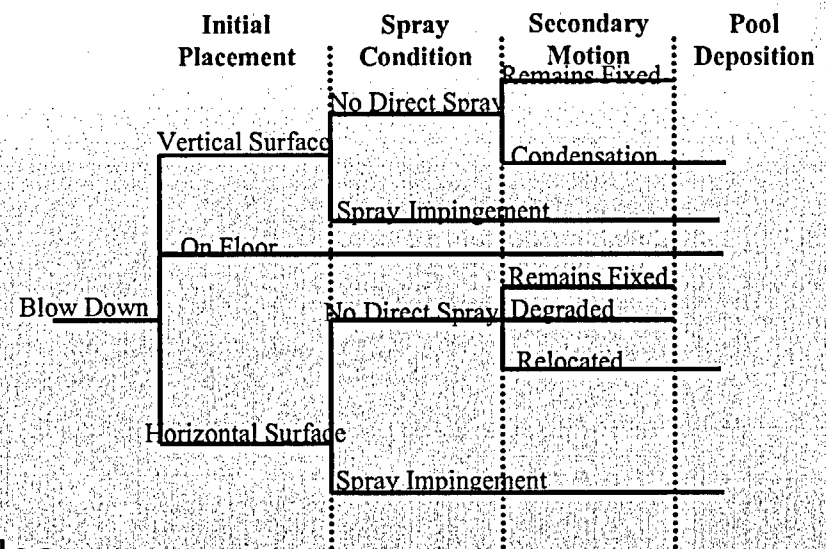 Initial Placement
Spray Condition
Secondary Motion
Pool Deposition
Remains Fixed
No Direct Spray
Vertical Surface
Condensation
Spray Impingement
On Floor
Remains Fixed
Blow Down
No Direct Spray
Degraded
Relocated
Horizontal Surface
Spray Impingement